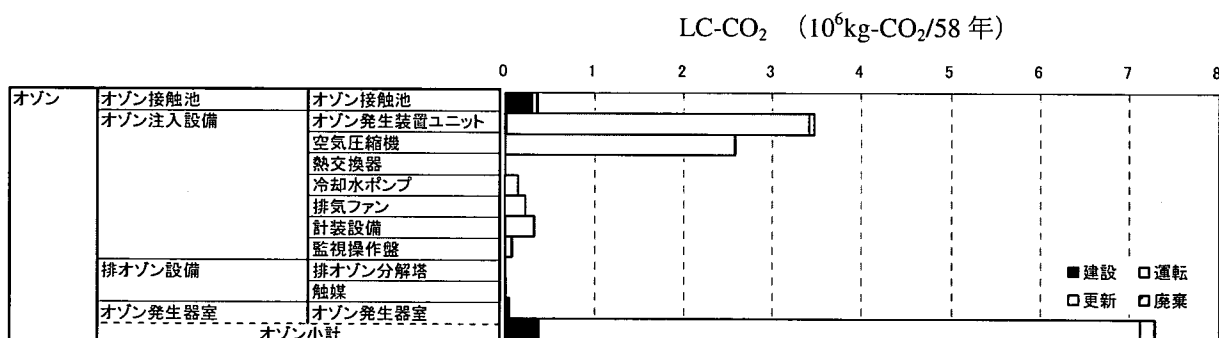 LC-CO₂ （10⁶kg-CO₂/58 年）
0 1 2 3 4 5 6 7 8
オゾン オゾン接触池 オゾン接触池
オゾン注入設備 オゾン発生装置ユニット
空気圧縮機
熱交換器
冷却水ポンプ
排気ファン
計装設備
監視操作盤
排オゾン設備 排オゾン分解塔
触媒
オゾン発生器室 オゾン発生器室
オゾン小計
■建設 □運転
□更新 □廃棄